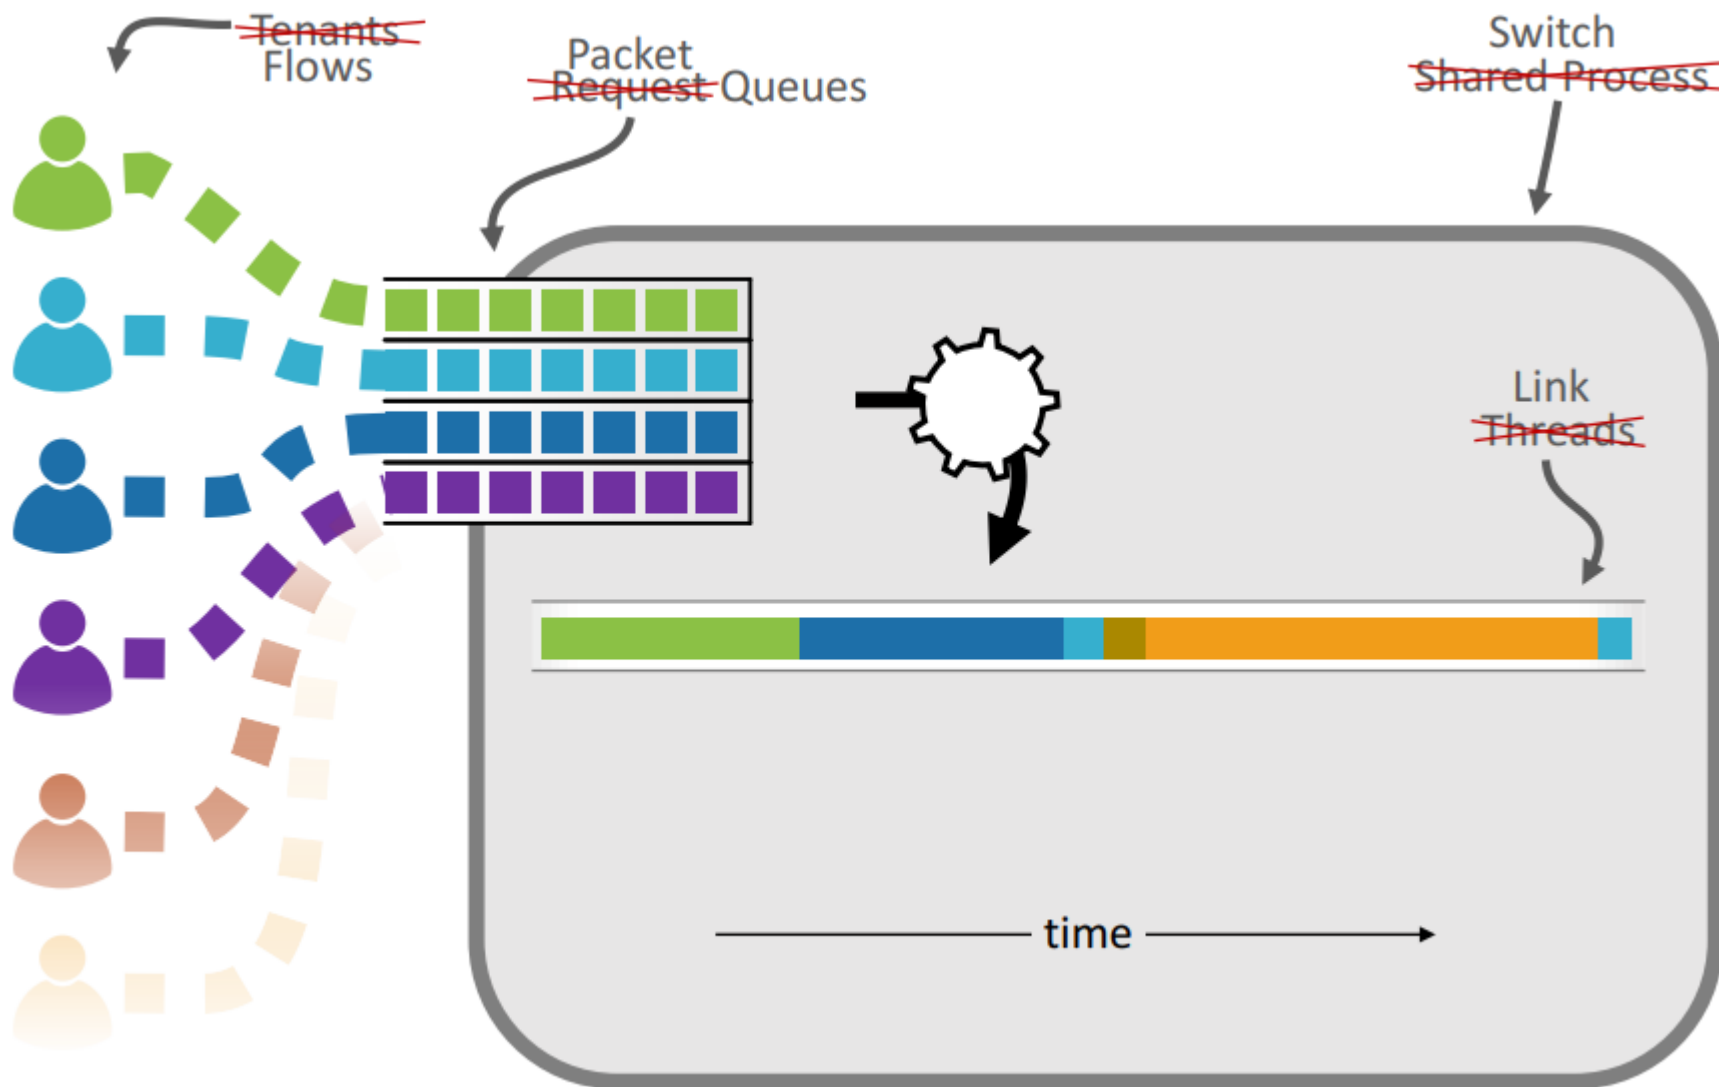 Tenants
Flows
Packet
Request Queues
Switch
Shared Process
Link
Threads
time